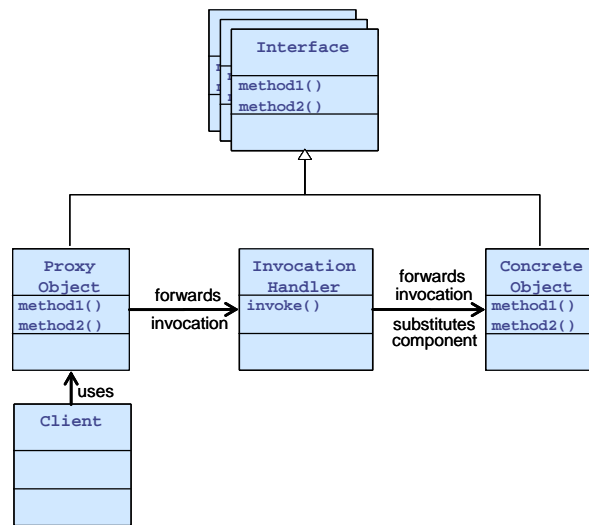 Interface
method1()
method2()
Proxy
Object
method1()
method2()
forwards
invocation
Invocation
Handler
invoke()
forwards
invocation
substitutes
component
Concrete
Object
method1()
method2()
uses
Client